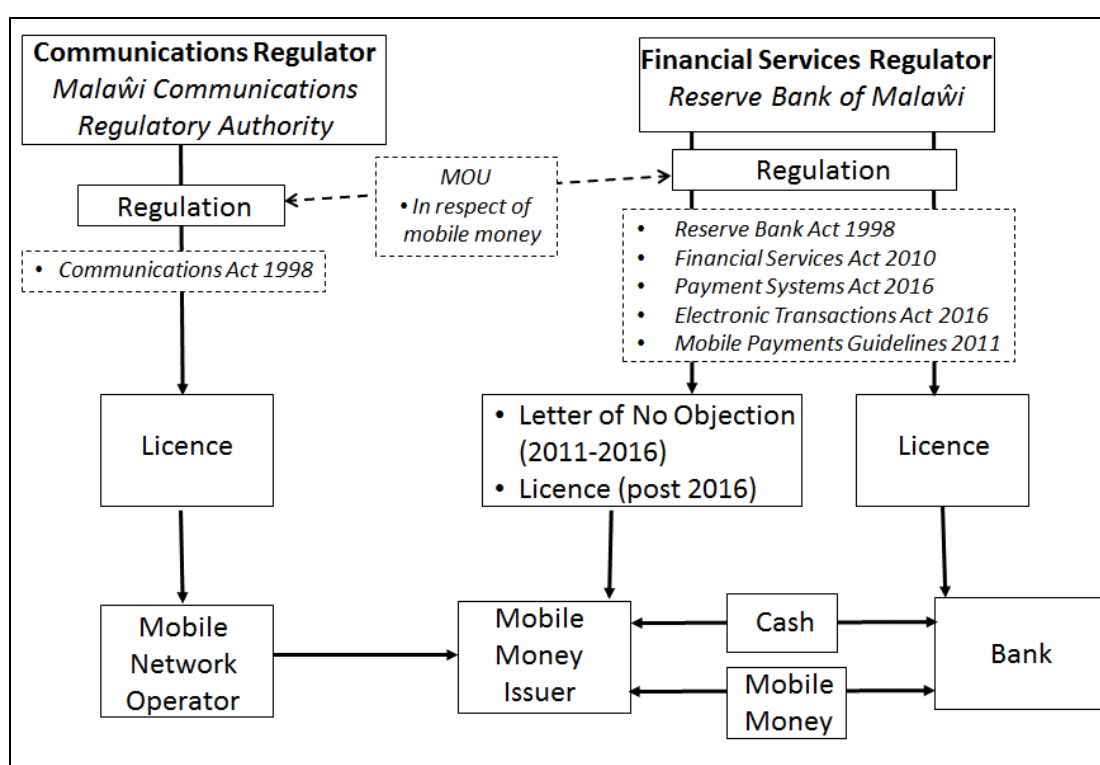 Communications Regulator
Malaŵi Communications
Regulatory Authority
Financial Services Regulator
Reserve Bank of Malaŵi
Regulation
MOU
• In respect of
mobile money
Regulation
• Communications Act 1998
• Reserve Bank Act 1998
• Financial Services Act 2010
• Payment Systems Act 2016
• Electronic Transactions Act 2016
• Mobile Payments Guidelines 2011
Licence
• Letter of No Objection
(2011-2016)
• Licence (post 2016)
Licence
Mobile
Network
Operator
Mobile
Money
Issuer
Cash
Mobile
Money
Bank